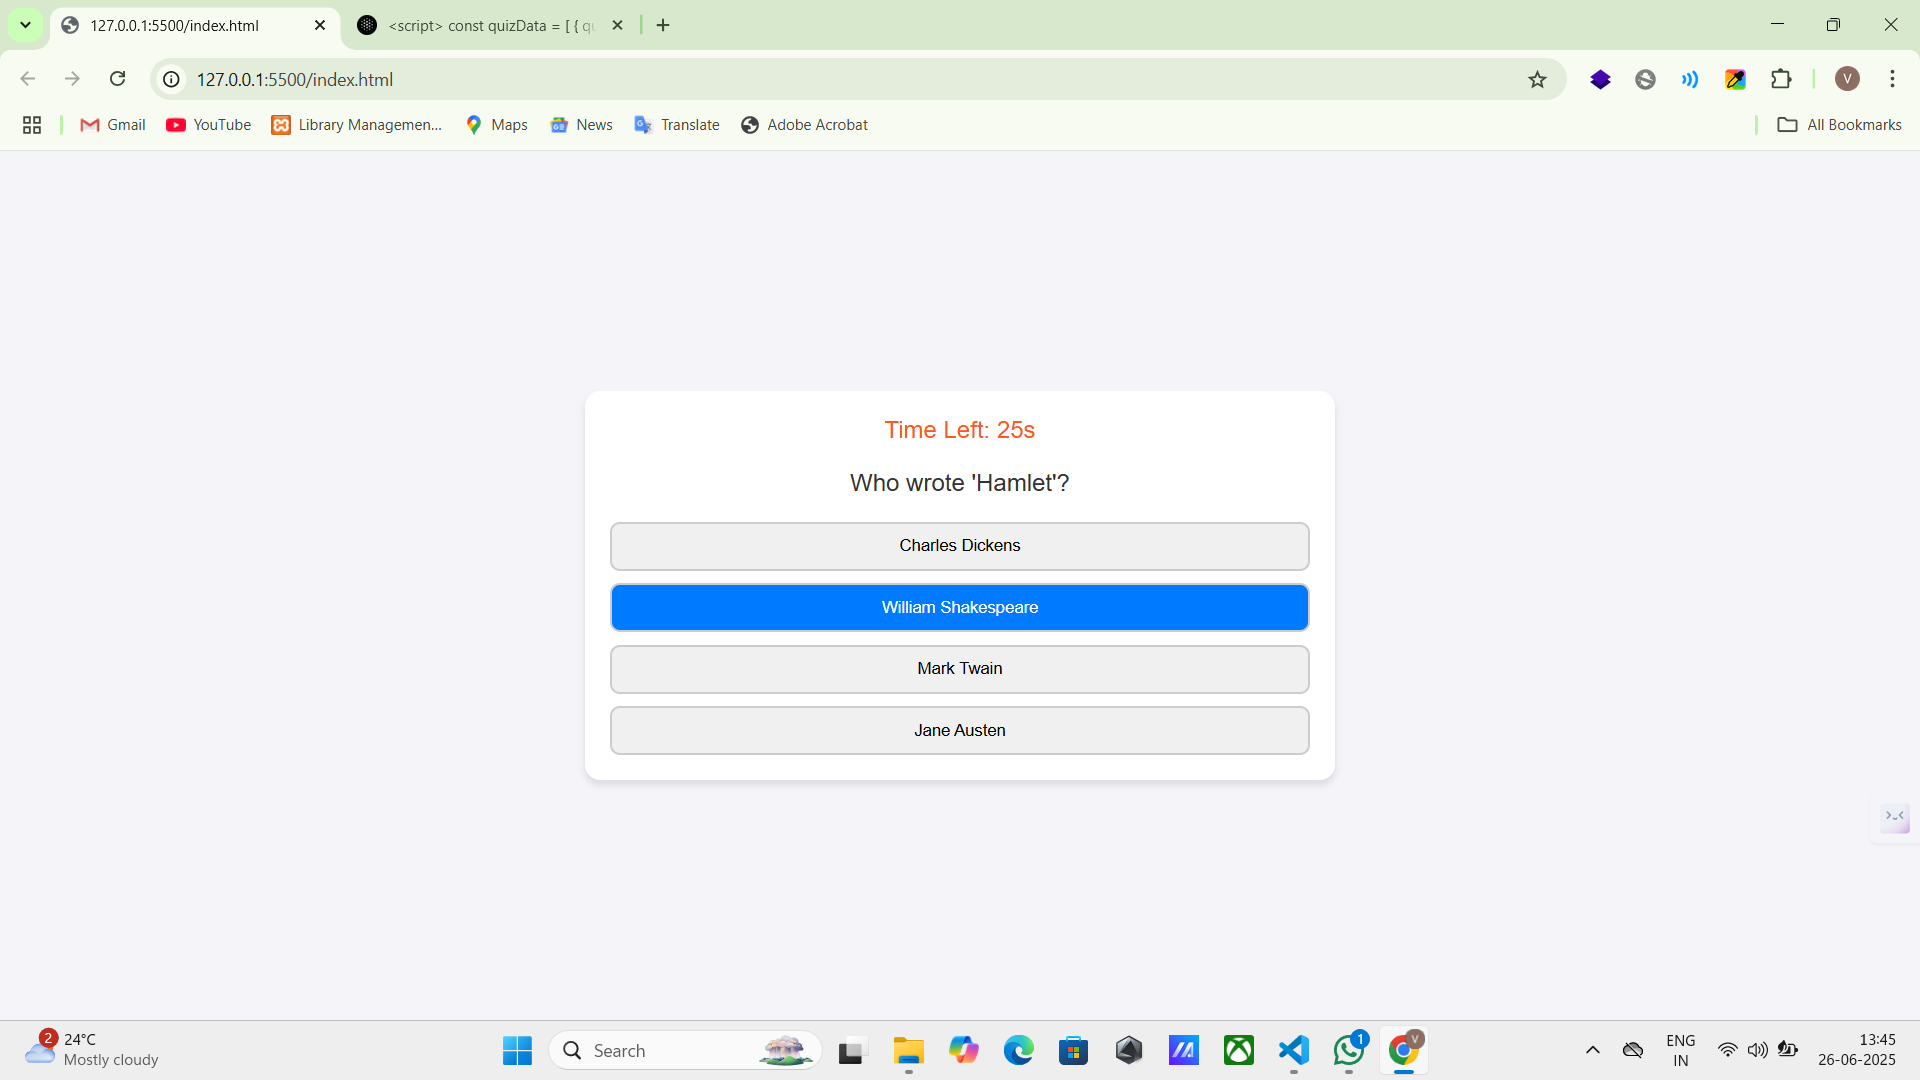 127.0.0.1:5500/index.html
<script> const quizData = [ { qu
127.0.0.1:5500/index.html
V
Gmail
YouTube
Library Managemen...
Maps
News
Translate
Adobe Acrobat
All Bookmarks
Time Left: 25s
Who wrote 'Hamlet'?
Charles Dickens
William Shakespeare
Mark Twain
Jane Austen
2
24°C
Mostly cloudy
Search
1
V
ENG
IN
13:45
26-06-2025